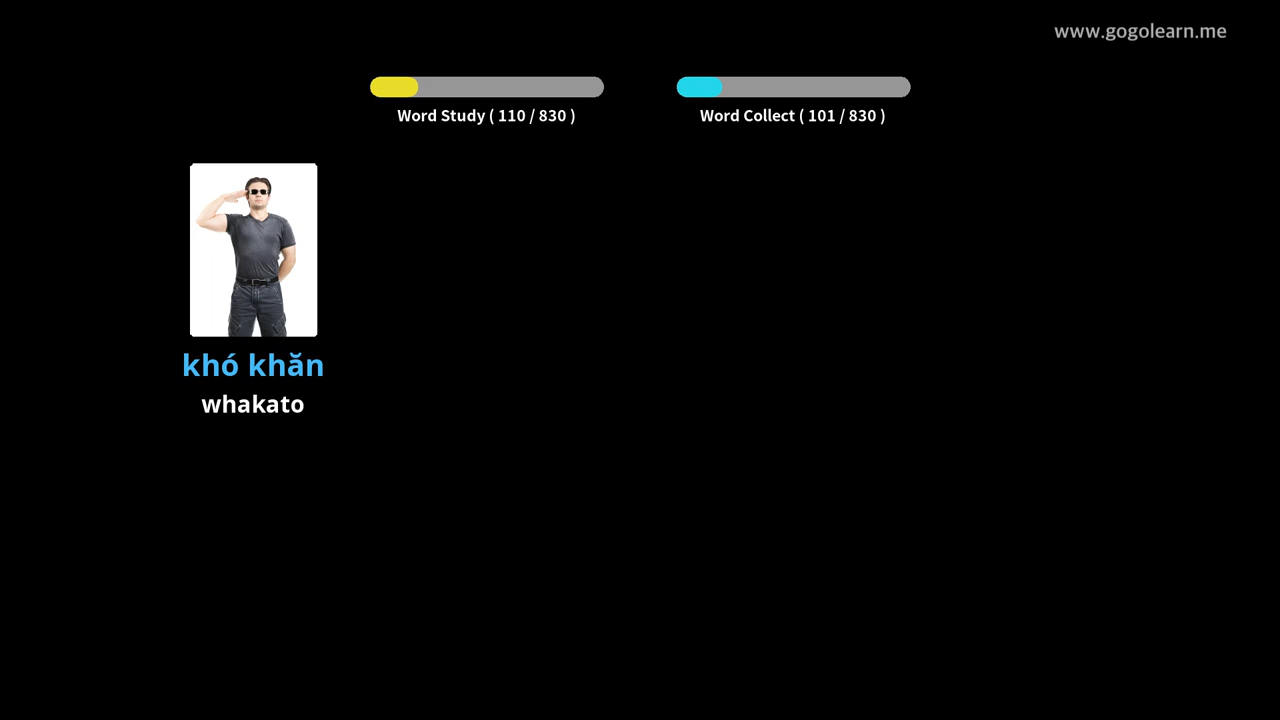 www.gogolearn.me
Word Study ( 110 / 830 )
Word Collect ( 101 / 830 )
khó khăn
whakato